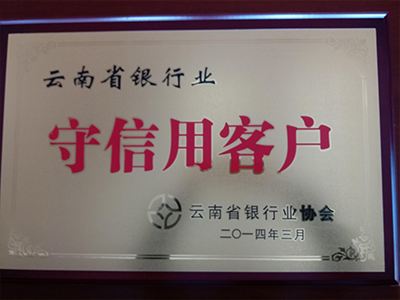 云南省银行业
守信用客户
云南省银行业协会
二〇一四年三月